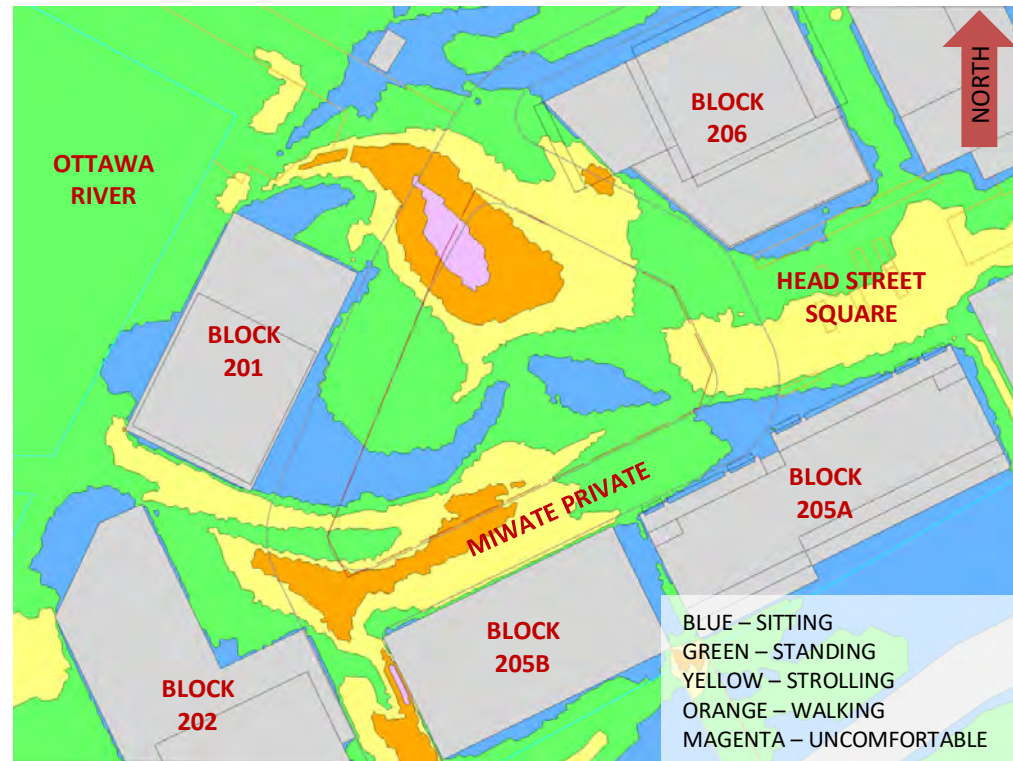 NORTH
BLOCK
206
OTTAWA
RIVER
HEAD STREET
SQUARE
BLOCK
201
MIWATE PRIVATE
BLOCK
205A
BLOCK
205B
BLOCK
202
BLUE – SITTING
GREEN – STANDING
YELLOW – STROLLING
ORANGE – WALKING
MAGENTA – UNCOMFORTABLE